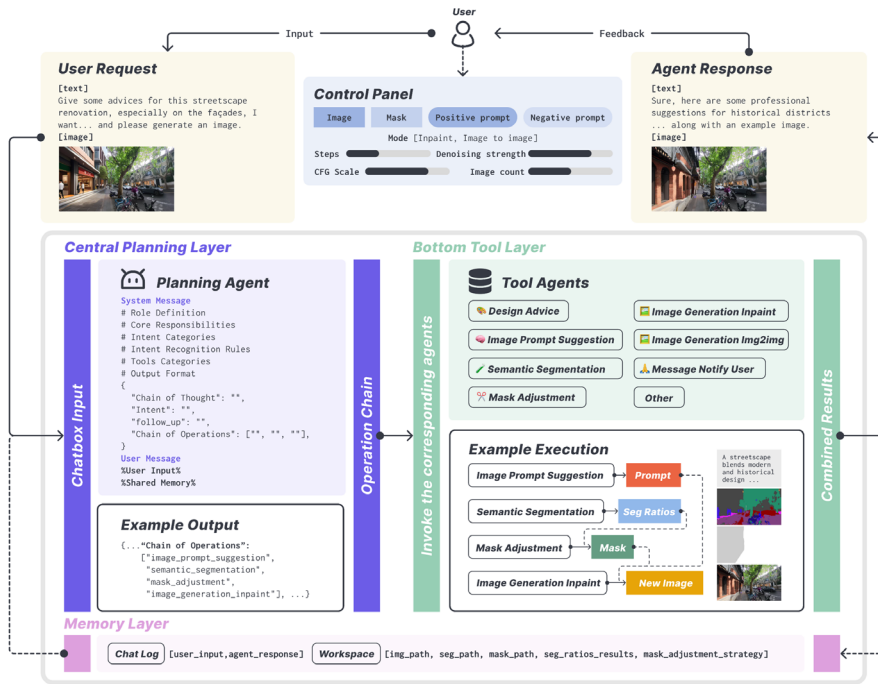 User
Input
Feedback
User Request
[text]
Give some advices for this streetscape
renovation, especially on the façades, I
want... and please generate an image.
[image]
Control Panel
Image
Mask
Positive prompt
Negative prompt
Mode [Inpaint, Image to image]
Steps
Denoising strength
CFG Scale
Image count
Agent Response
[text]
Sure, here are some professional
suggestions for historical districts
... along with an example image.
[image]
Central Planning Layer
Chatbox Input
Planning Agent
System Message
# Role Definition
# Core Responsibilities
# Intent Categories
# Intent Recognition Rules
# Tools Categories
# Output Format
{
"Chain of Thought": "",
"Intent": "",
"follow_up": "",
"Chain of Operations": ["", "", ""],
}
User Message
%User Input%
%Shared Memory%
Example Output
{...“Chain of Operations”:
["image_prompt_suggestion",
"semantic_segmentation",
"mask_adjustment",
"image_generation_inpaint"], ...}
Operation Chain
Bottom Tool Layer
Invoke the corresponding agents
Tool Agents
Design Advice
Image Generation Inpaint
Image Prompt Suggestion
Image Generation Img2img
Semantic Segmentation
Message Notify User
Mask Adjustment
Other
Example Execution
Image Prompt Suggestion
Prompt
Semantic Segmentation
Seg Ratios
Mask Adjustment
Mask
Image Generation Inpaint
New Image
A streetscape
blends modern
and historical
design ...
Combined Results
Memory Layer
Chat Log [user_input,agent_response]
Workspace [img_path, seg_path, mask_path, seg_ratios_results, mask_adjustment_strategy]